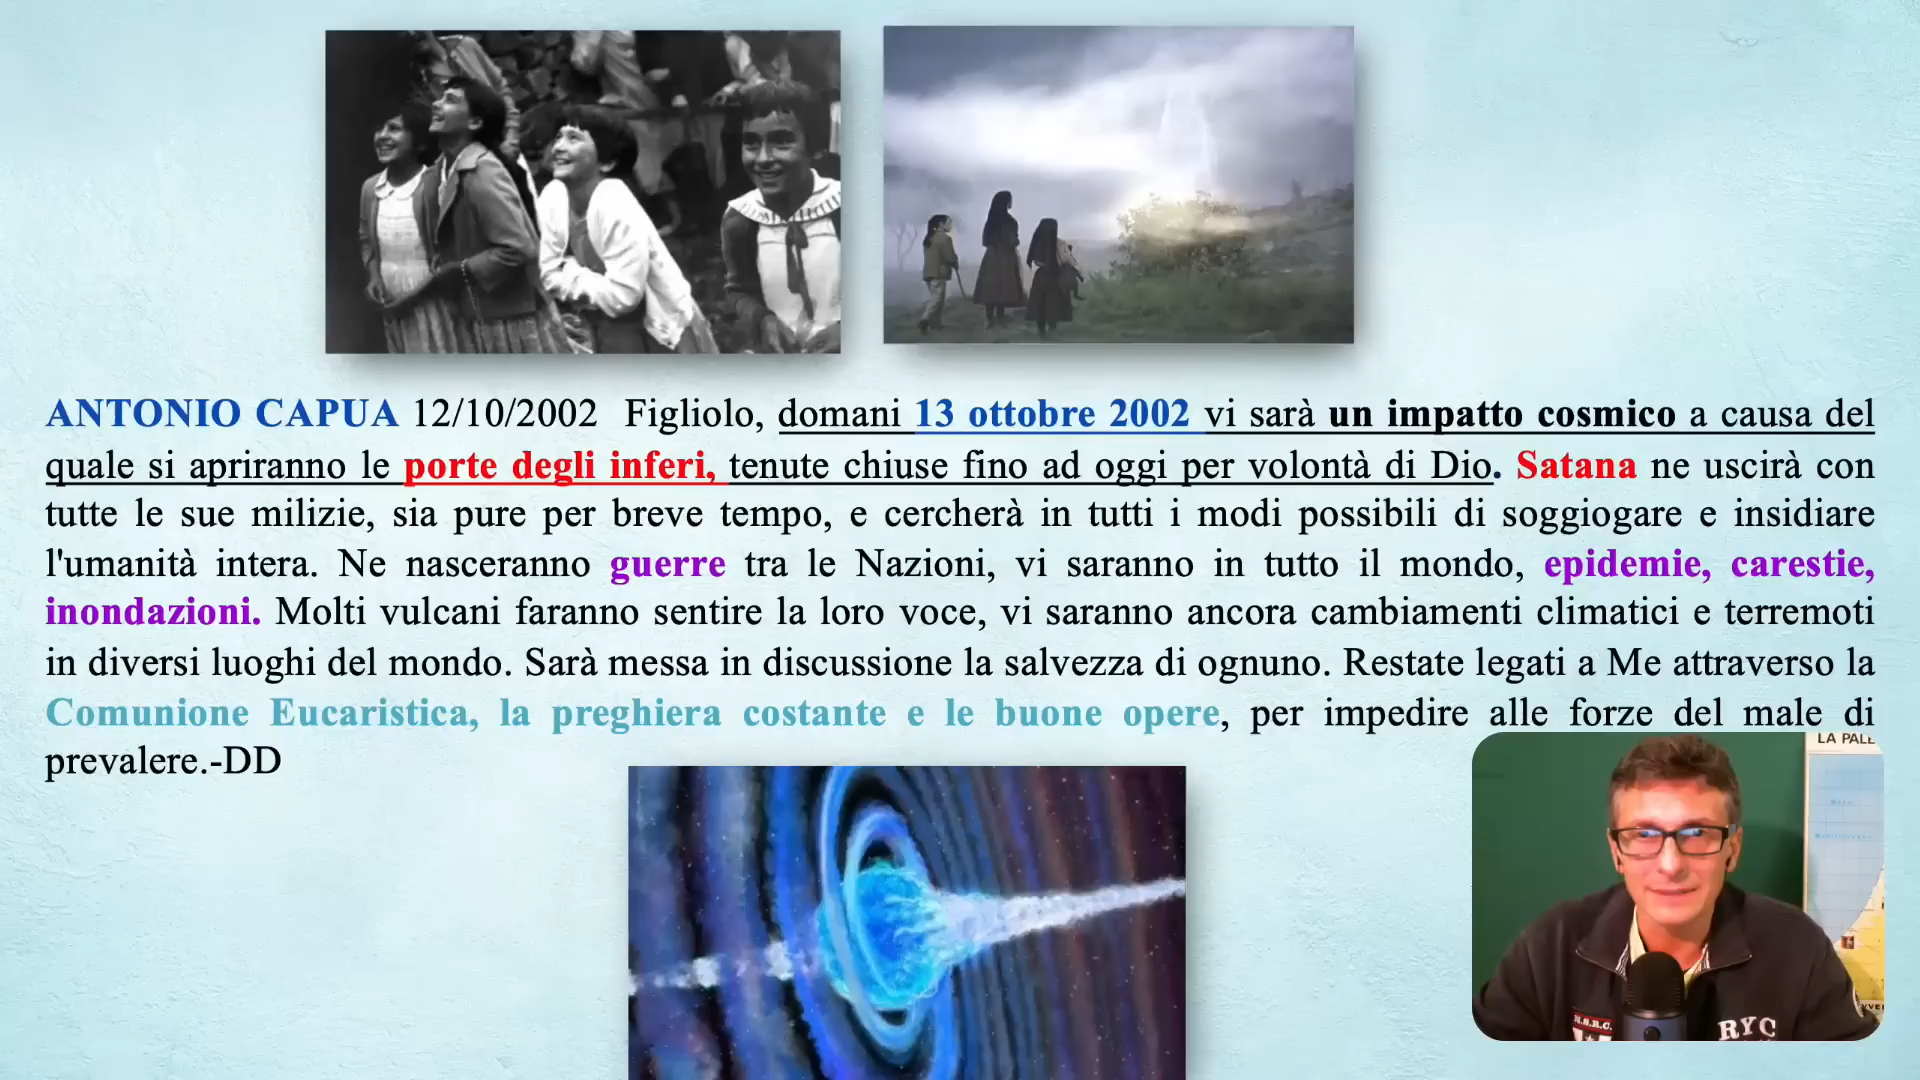 ANTONIO CAPUA 12/10/2002 Figliolo, domani 13 ottobre 2002 vi sarà un impatto cosmico a causa del
quale si apriranno le porte degli inferi, tenute chiuse fino ad oggi per volontà di Dio. Satana ne uscirà con
tutte le sue milizie, sia pure per breve tempo, e cercherà in tutti i modi possibili di soggiogare e insidiare
l'umanità intera. Ne nasceranno guerre tra le Nazioni, vi saranno in tutto il mondo, epidemie, carestie,
inondazioni. Molti vulcani faranno sentire la loro voce, vi saranno ancora cambiamenti climatici e terremoti
in diversi luoghi del mondo. Sarà messa in discussione la salvezza di ognuno. Restate legati a Me attraverso la
Comunione Eucaristica, la preghiera costante e le buone opere, per impedire alle forze del male di
prevalere.-DD
LA PALE
N.S.R.C.
RYC